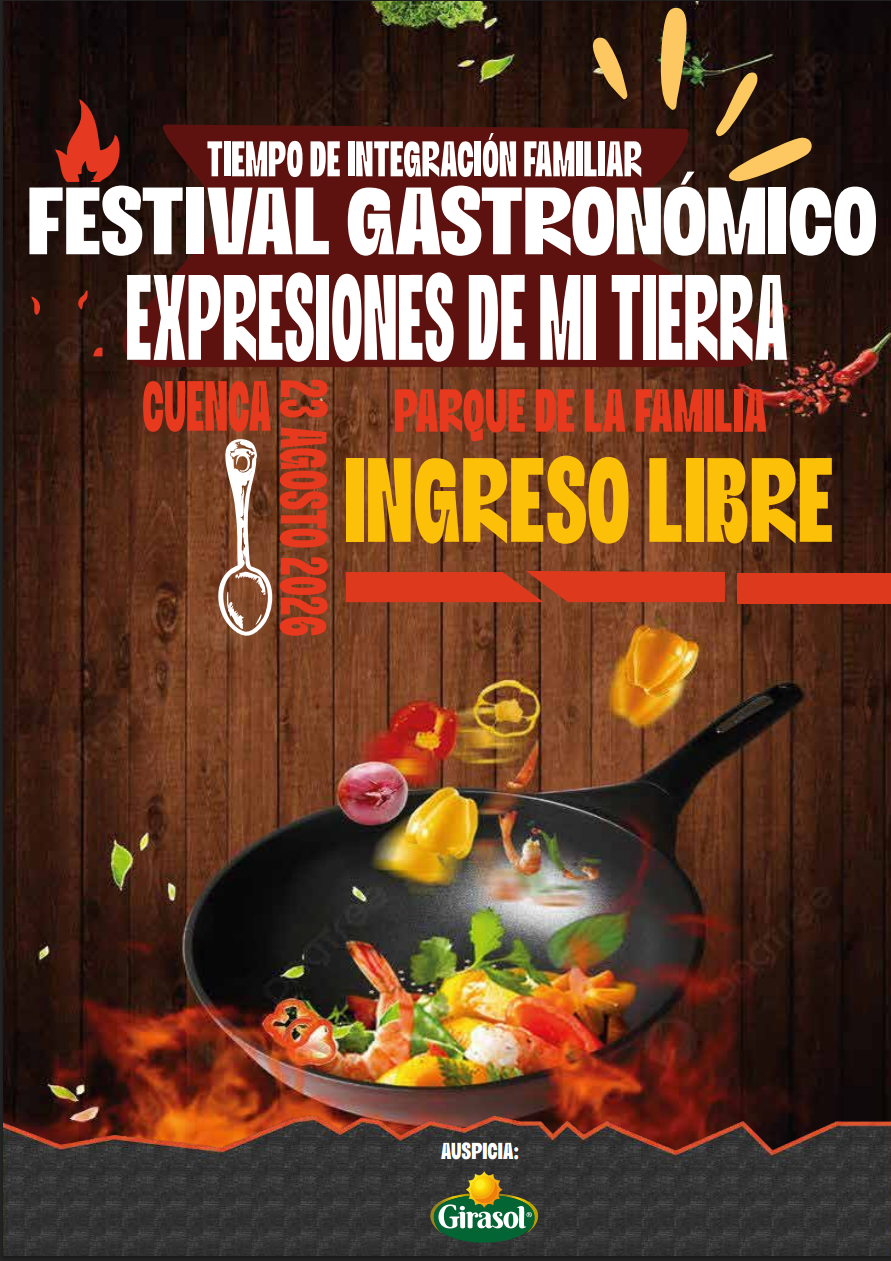 TIEMPO DE INTEGRACIÓN FAMILIAR
FESTIVAL GASTRONÓMICO
EXPRESIONES DE MI TIERRA
CUENCA
23 AGOSTO 2026
PARQUE DE LA FAMILIA
INGRESO LIBRE
AUSPICIA:
Girasol®